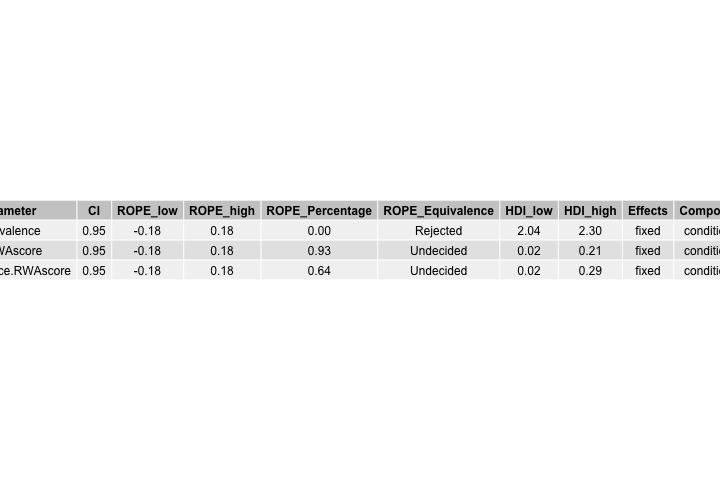 ameter CI ROPE_low ROPE_high ROPE_Percentage ROPE_Equivalence HDI_low HDI_high Effects Compo
valence 0.95 -0.18 0.18 0.00 Rejected 2.04 2.30 fixed conditi
WAscore 0.95 -0.18 0.18 0.93 Undecided 0.02 0.21 fixed conditi
ce.RWAscore 0.95 -0.18 0.18 0.64 Undecided 0.02 0.29 fixed conditi